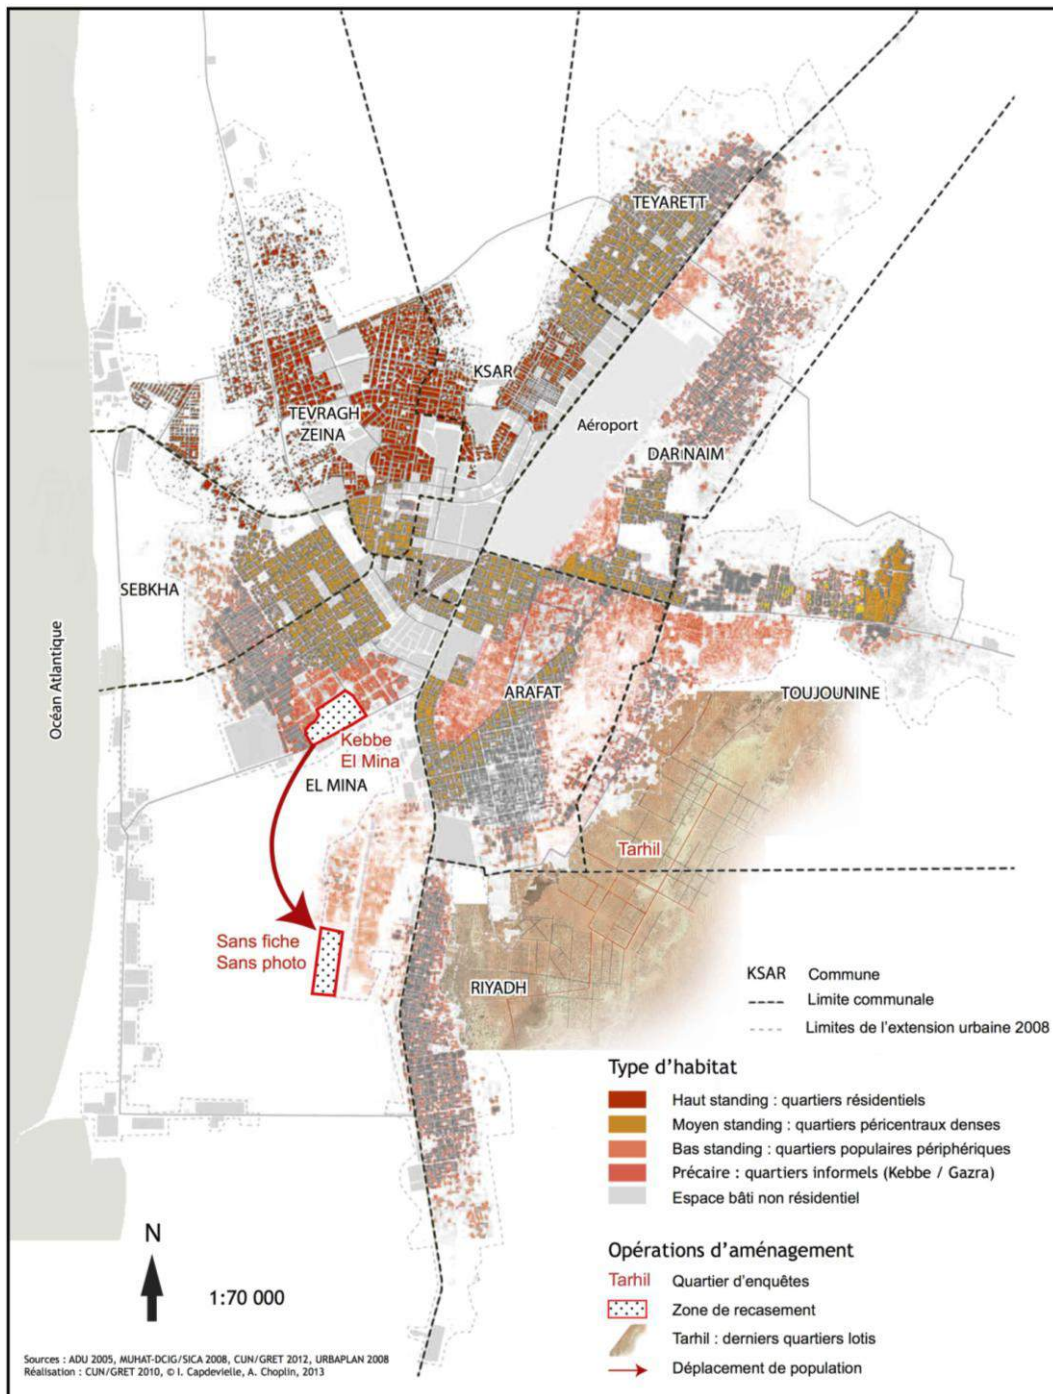 TEYARETT
KSAR
TEVRAGH
ZEINA
Aéroport
DAR NAIM
SEBKHA
Océan Atlantique
ARAFAT
TOUJOUNINE
Kebbe
El Mina
EL MINA
Tarhil
Sans fiche
Sans photo
RIYADH
KSAR Commune
Limite communale
Limites de l'extension urbaine 2008
Type d'habitat
Haut standing : quartiers résidentiels
Moyen standing : quartiers péricentraux denses
Bas standing : quartiers populaires périphériques
Précaire : quartiers informels (Kebbe / Gazra)
Espace bâti non résidentiel
Opérations d'aménagement
Tarhil Quartier d'enquêtes
Zone de recasement
Tarhil : derniers quartiers lotis
Déplacement de population
N
1:70 000
Sources : ADU 2005, MUHAT-DCIG/SICA 2008, CUN/GRET 2012, URBAPLAN 2008
Réalisation : CUN/GRET 2010, © I. Capdevielle, A. Choplin, 2013